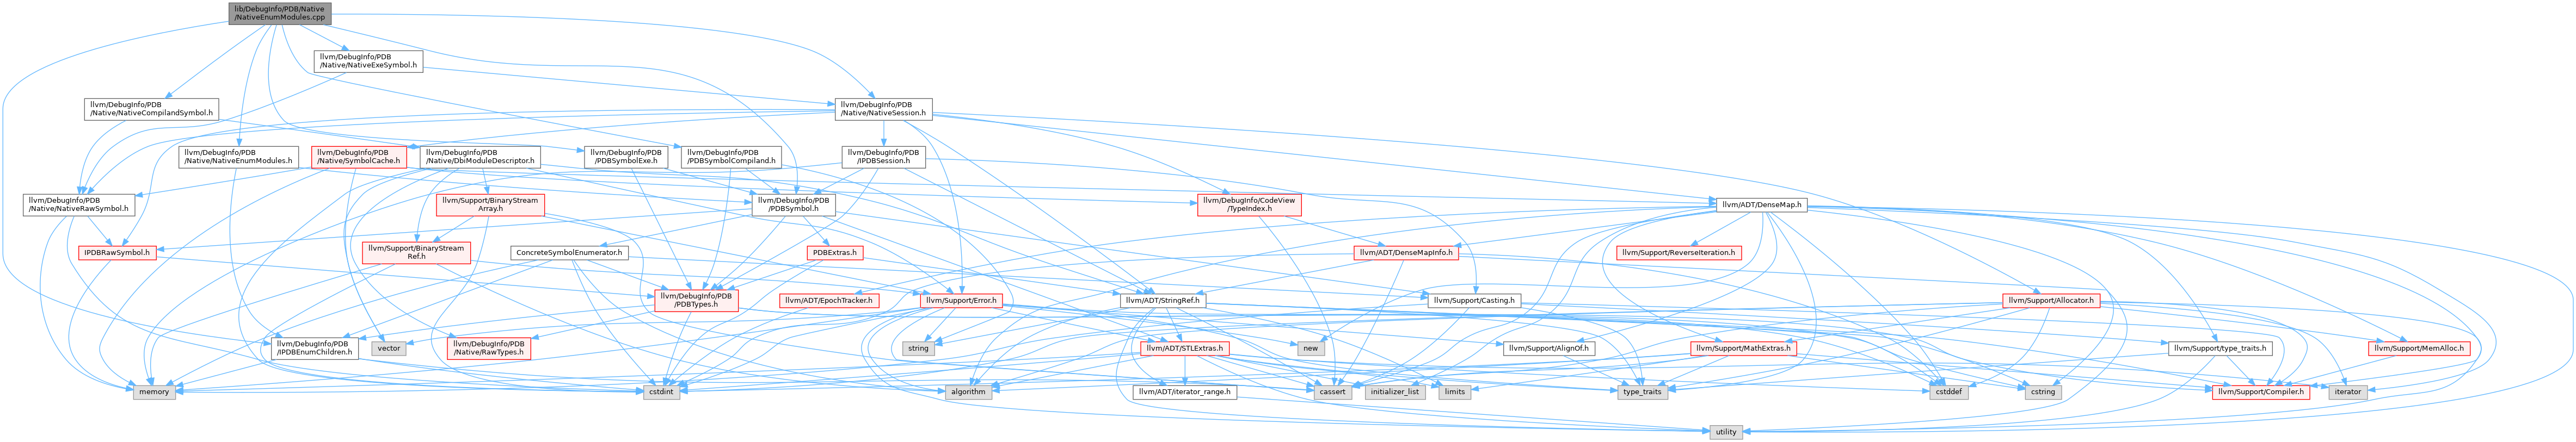 lib/DebugInfo/PDB/Native
/NativeEnumModules.cpp
llvm/DebugInfo/PDB
/Native/NativeExeSymbol.h
llvm/DebugInfo/PDB
/Native/NativeCompilandSymbol.h
llvm/DebugInfo/PDB
/Native/NativeSession.h
llvm/DebugInfo/PDB
/Native/NativeEnumModules.h
llvm/DebugInfo/PDB
/Native/SymbolCache.h
llvm/DebugInfo/PDB
/Native/DbiModuleDescriptor.h
llvm/DebugInfo/PDB
/PDBSymbolExe.h
llvm/DebugInfo/PDB
/PDBSymbolCompiland.h
llvm/DebugInfo/PDB
/IPDBSession.h
llvm/DebugInfo/PDB
/Native/NativeRawSymbol.h
llvm/Support/BinaryStream
Array.h
llvm/DebugInfo/PDB
/PDBSymbol.h
llvm/DebugInfo/CodeView
/TypeIndex.h
llvm/ADT/DenseMap.h
IPDBRawSymbol.h
llvm/Support/BinaryStream
Ref.h
ConcreteSymbolEnumerator.h
PDBExtras.h
llvm/ADT/DenseMapInfo.h
llvm/Support/ReverseIteration.h
llvm/DebugInfo/PDB
/PDBTypes.h
llvm/ADT/EpochTracker.h
llvm/Support/Error.h
llvm/ADT/StringRef.h
llvm/Support/Casting.h
llvm/Support/Allocator.h
llvm/DebugInfo/PDB
/IPDBEnumChildren.h
vector
llvm/DebugInfo/PDB
/Native/RawTypes.h
string
llvm/ADT/STLExtras.h
new
llvm/Support/AlignOf.h
llvm/Support/MathExtras.h
llvm/Support/type_traits.h
llvm/Support/MemAlloc.h
memory
cstdint
algorithm
llvm/ADT/iterator_range.h
cassert
initializer_list
limits
type_traits
cstddef
cstring
llvm/Support/Compiler.h
iterator
utility